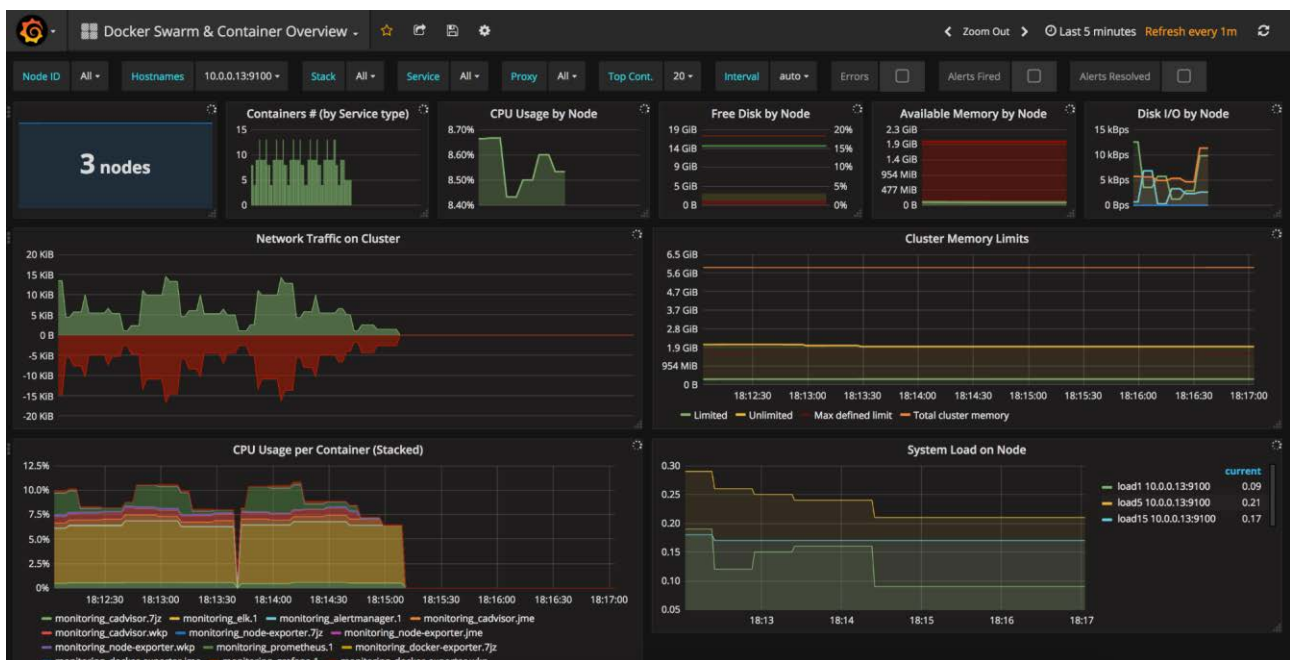 Docker Swarm & Container Overview
Zoom Out Last 5 minutes Refresh every 1m
Node ID All Hostnames 10.0.0.13:9100 Stack All Service All Proxy All Top Cont. 20 Interval auto Errors Alerts Fired Alerts Resolved
3 nodes
Containers # (by Service type)
15
10
5
0
CPU Usage by Node
8.70%
8.60%
8.50%
8.40%
Free Disk by Node
19 GiB 20%
14 GiB 15%
9 GiB 10%
5 GiB 5%
0 B 0%
Available Memory by Node
2.3 GiB
1.9 GiB
1.4 GiB
954 MiB
477 MiB
0 B
Disk I/O by Node
15 kBps
10 kBps
5 kBps
0 Bps
Network Traffic on Cluster
20 KiB
15 KiB
10 KiB
5 KiB
0 B
-5 KiB
-10 KiB
-15 KiB
-20 KiB
Cluster Memory Limits
6.5 GiB
5.6 GiB
4.7 GiB
3.7 GiB
2.8 GiB
1.9 GiB
954 MiB
0 B
18:12:30 18:13:00 18:13:30 18:14:00 18:14:30 18:15:00 18:15:30 18:16:00 18:16:30 18:17:00
Limited Unlimited Max defined limit Total cluster memory
CPU Usage per Container (Stacked)
12.5%
10.0%
7.5%
5.0%
2.5%
0%
18:12:30 18:13:00 18:13:30 18:14:00 18:14:30 18:15:00 18:15:30 18:16:00 18:16:30 18:17:00
monitoring_cadvisor.7jz monitoring_elk.1 monitoring_alertmanager.1 monitoring_cadvisor.jme
monitoring_cadvisor.wkp monitoring_node-exporter.7jz monitoring_node-exporter.jme
monitoring_node-exporter.wkp monitoring_prometheus.1 monitoring_docker-exporter.7jz
System Load on Node
0.30
0.25
0.20
0.15
0.10
0.05
18:13 18:14 18:15 18:16 18:17
current
load1 10.0.0.13:9100 0.09
load5 10.0.0.13:9100 0.21
load15 10.0.0.13:9100 0.17